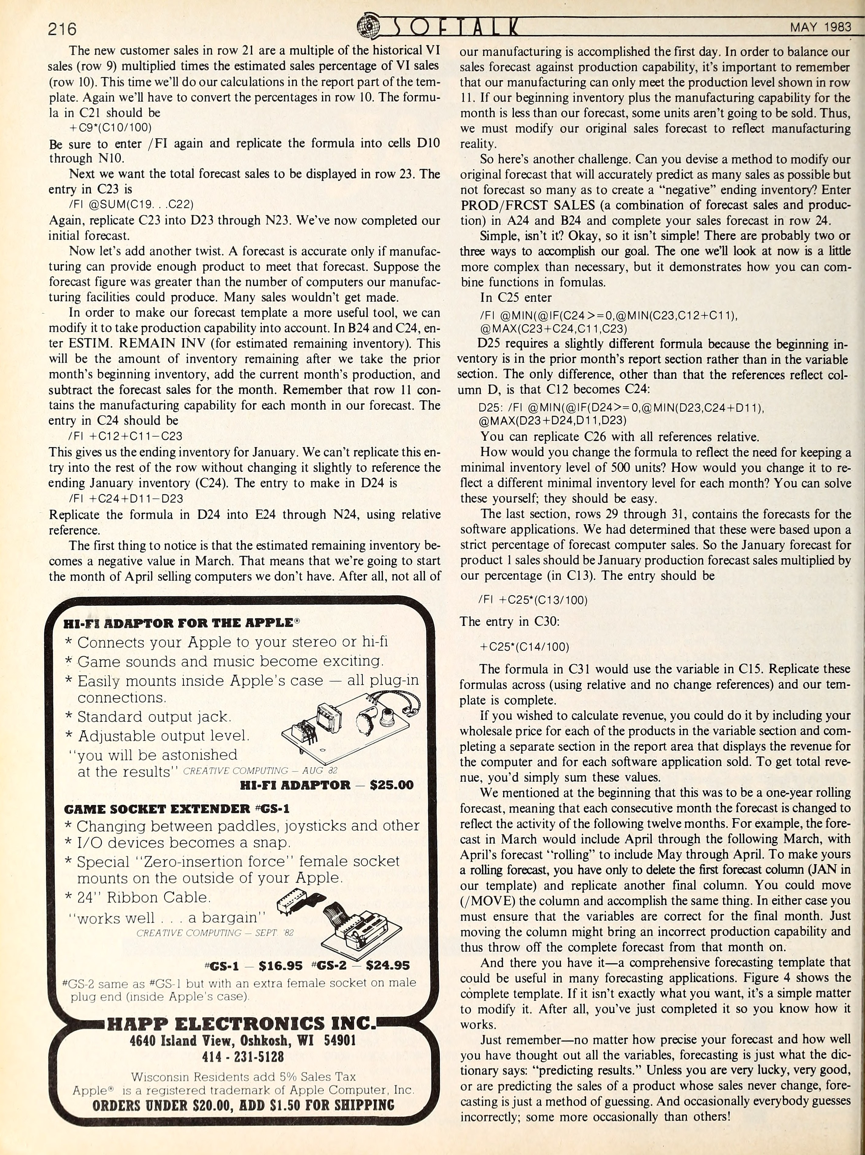 216
SOFTALK
MAY 1983
The new customer sales in row 21 are a multiple of the historical VI
sales (row 9) multiplied times the estimated sales percentage of VI sales
(row 10). This time we'll do our calculations in the report part of the tem-
plate. Again we'll have to convert the percentages in row 10. The formu-
la in C21 should be
+C9*(C10/100)
Be sure to enter /FI again and replicate the formula into cells D10
through N10.
Next we want the total forecast sales to be displayed in row 23. The
entry in C23 is
/FI @SUM(C19. . .C22)
Again, replicate C23 into D23 through N23. We've now completed our
initial forecast.
Now let's add another twist. A forecast is accurate only if manufac-
turing can provide enough product to meet that forecast. Suppose the
forecast figure was greater than the number of computers our manufac-
turing facilities could produce. Many sales wouldn't get made.
In order to make our forecast template a more useful tool, we can
modify it to take production capability into account. In B24 and C24, en-
ter ESTIM. REMAIN INV (for estimated remaining inventory). This
will be the amount of inventory remaining after we take the prior
month's beginning inventory, add the current month's production, and
subtract the forecast sales for the month. Remember that row 11 con-
tains the manufacturing capability for each month in our forecast. The
entry in C24 should be
/FI +C12+C11−C23
This gives us the ending inventory for January. We can't replicate this en-
try into the rest of the row without changing it slightly to reference the
ending January inventory (C24). The entry to make in D24 is
/FI +C24+D11−D23
Replicate the formula in D24 into E24 through N24, using relative
reference.
The first thing to notice is that the estimated remaining inventory be-
comes a negative value in March. That means that we're going to start
the month of April selling computers we don't have. After all, not all of
HI-FI ADAPTOR FOR THE APPLE®
* Connects your Apple to your stereo or hi-fi
* Game sounds and music become exciting.
* Easily mounts inside Apple's case — all plug-in
connections.
* Standard output jack.
* Adjustable output level.
"you will be astonished
at the results" CREATIVE COMPUTING — AUG 82
HI-FI ADAPTOR — $25.00
GAME SOCKET EXTENDER #GS-1
* Changing between paddles, joysticks and other
* I/O devices becomes a snap.
* Special "Zero-insertion force" female socket
mounts on the outside of your Apple.
* 24" Ribbon Cable.
"works well . . . a bargain"
CREATIVE COMPUTING — SEPT. '82
#GS-1 — $16.95 #GS-2 — $24.95
#GS-2 same as #GS-1 but with an extra female socket on male
plug end (inside Apple's case).
HAPP ELECTRONICS INC.
4640 Island View, Oshkosh, WI 54901
414 - 231-5128
Wisconsin Residents add 5% Sales Tax
Apple® is a registered trademark of Apple Computer, Inc.
ORDERS UNDER $20.00, ADD $1.50 FOR SHIPPING
our manufacturing is accomplished the first day. In order to balance our
sales forecast against production capability, it's important to remember
that our manufacturing can only meet the production level shown in row
11. If our beginning inventory plus the manufacturing capability for the
month is less than our forecast, some units aren't going to be sold. Thus,
we must modify our original sales forecast to reflect manufacturing
reality.
So here's another challenge. Can you devise a method to modify our
original forecast that will accurately predict as many sales as possible but
not forecast so many as to create a "negative" ending inventory? Enter
PROD/FRCST SALES (a combination of forecast sales and produc-
tion) in A24 and B24 and complete your sales forecast in row 24.
Simple, isn't it? Okay, so it isn't simple! There are probably two or
three ways to accomplish our goal. The one we'll look at now is a little
more complex than necessary, but it demonstrates how you can com-
bine functions in fomulas.
In C25 enter
/FI @MIN(@IF(C24>=0,@MIN(C23,C12+C11),
@MAX(C23+C24,C11,C23)
D25 requires a slightly different formula because the beginning in-
ventory is in the prior month's report section rather than in the variable
section. The only difference, other than that the references reflect col-
umn D, is that C12 becomes C24:
D25: /FI @MIN(@IF(D24>=0,@MIN(D23,C24+D11),
@MAX(D23+D24,D11,D23)
You can replicate C26 with all references relative.
How would you change the formula to reflect the need for keeping a
minimal inventory level of 500 units? How would you change it to re-
flect a different minimal inventory level for each month? You can solve
these yourself; they should be easy.
The last section, rows 29 through 31, contains the forecasts for the
software applications. We had determined that these were based upon a
strict percentage of forecast computer sales. So the January forecast for
product 1 sales should be January production forecast sales multiplied by
our percentage (in C13). The entry should be
/FI +C25*(C13/100)
The entry in C30:
+C25*(C14/100)
The formula in C31 would use the variable in C15. Replicate these
formulas across (using relative and no change references) and our tem-
plate is complete.
If you wished to calculate revenue, you could do it by including your
wholesale price for each of the products in the variable section and com-
pleting a separate section in the report area that displays the revenue for
the computer and for each software application sold. To get total reve-
nue, you'd simply sum these values.
We mentioned at the beginning that this was to be a one-year rolling
forecast, meaning that each consecutive month the forecast is changed to
reflect the activity of the following twelve months. For example, the fore-
cast in March would include April through the following March, with
April's forecast "rolling" to include May through April. To make yours
a rolling forecast, you have only to delete the first forecast column (JAN in
our template) and replicate another final column. You could move
(/MOVE) the column and accomplish the same thing. In either case you
must ensure that the variables are correct for the final month. Just
moving the column might bring an incorrect production capability and
thus throw off the complete forecast from that month on.
And there you have it—a comprehensive forecasting template that
could be useful in many forecasting applications. Figure 4 shows the
complete template. If it isn't exactly what you want, it's a simple matter
to modify it. After all, you've just completed it so you know how it
works.
Just remember—no matter how precise your forecast and how well
you have thought out all the variables, forecasting is just what the dic-
tionary says: "predicting results." Unless you are very lucky, very good,
or are predicting the sales of a product whose sales never change, fore-
casting is just a method of guessing. And occasionally everybody guesses
incorrectly; some more occasionally than others!